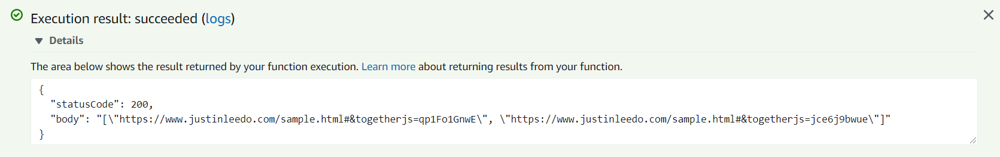 Execution result: succeeded (logs)
Details
The area below shows the result returned by your function execution. Learn more about returning results from your function.
{
  "statusCode": 200,
  "body": "[\"https://www.justinleedo.com/sample.html#&togetherjs=qp1Fo1GnwE\", \"https://www.justinleedo.com/sample.html#&togetherjs=jce6j9bwue\"]"
}